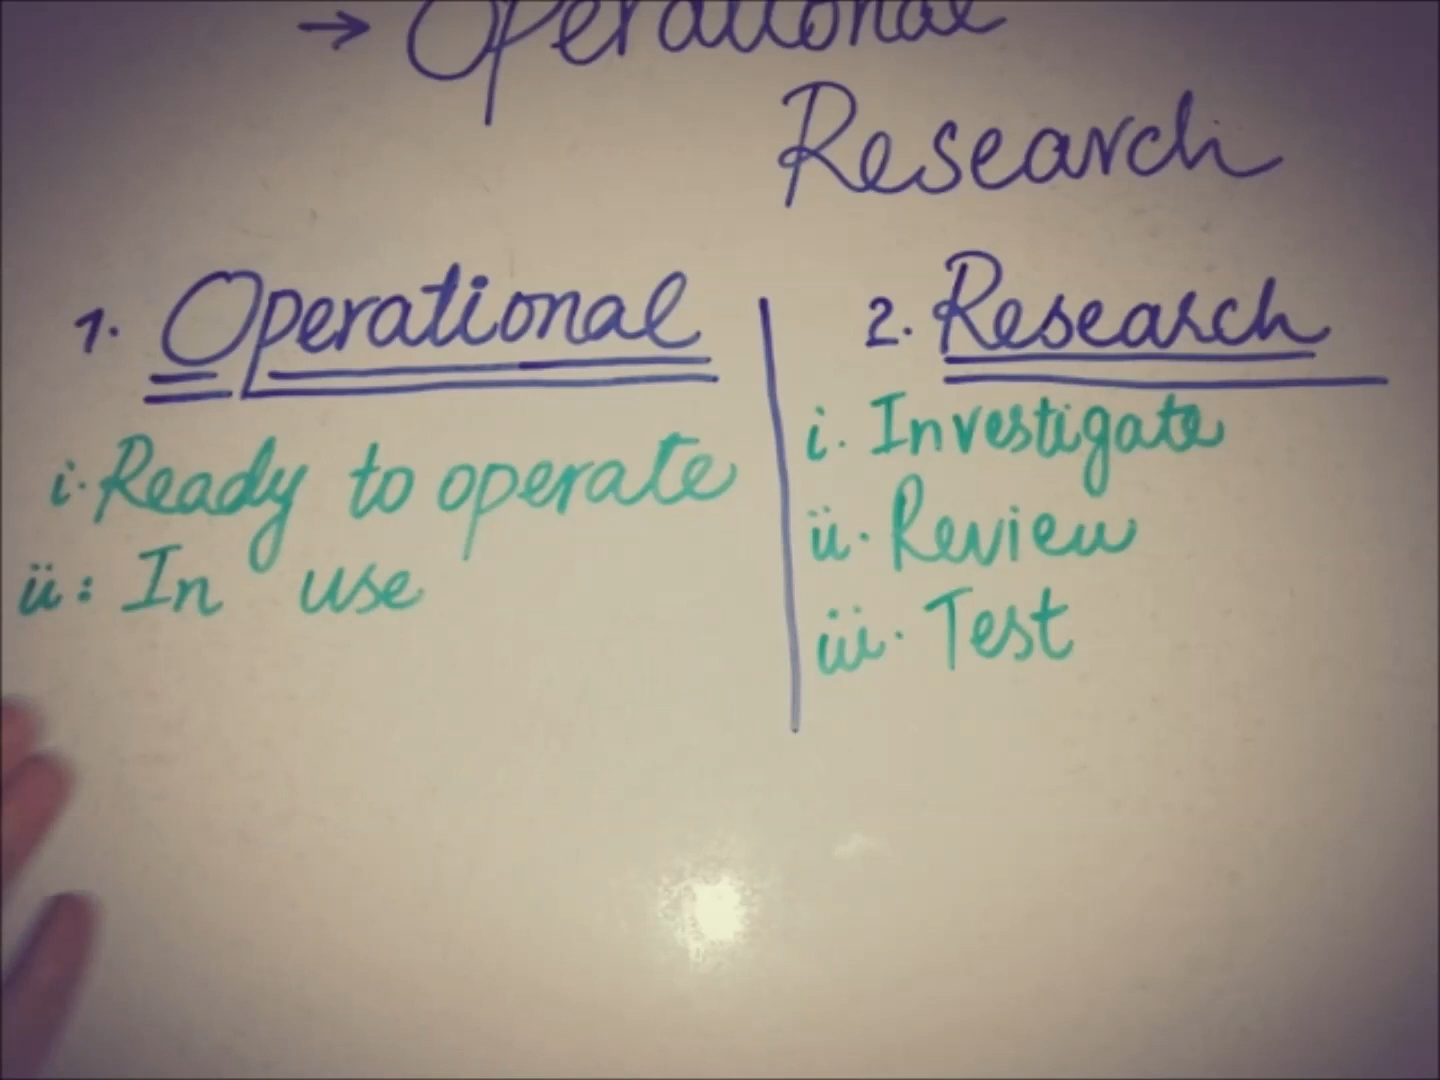 → Operational
Research
1. Operational
i. Ready to operate
ii: In use
2. Research
i. Investigate
ii. Review
iii. Test